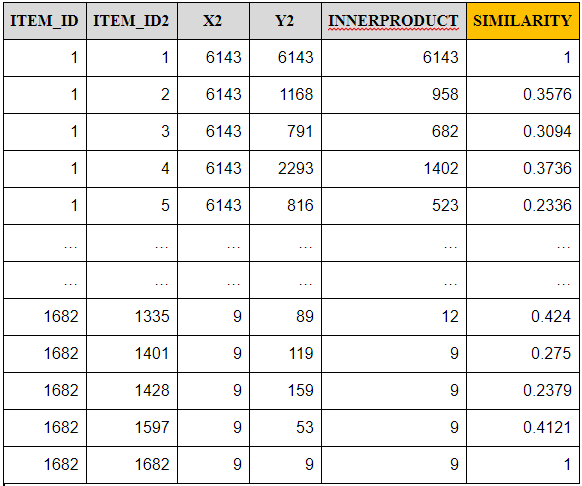 ITEM_ID ITEM_ID2 X2 Y2 INNERPRODUCT SIMILARITY
1 1 6143 6143 6143 1
1 2 6143 1168 958 0.3576
1 3 6143 791 682 0.3094
1 4 6143 2293 1402 0.3736
1 5 6143 816 523 0.2336
... ... ... ... ... ...
... ... ... ... ... ...
1682 1335 9 89 12 0.424
1682 1401 9 119 9 0.275
1682 1428 9 159 9 0.2379
1682 1597 9 53 9 0.4121
1682 1682 9 9 9 1